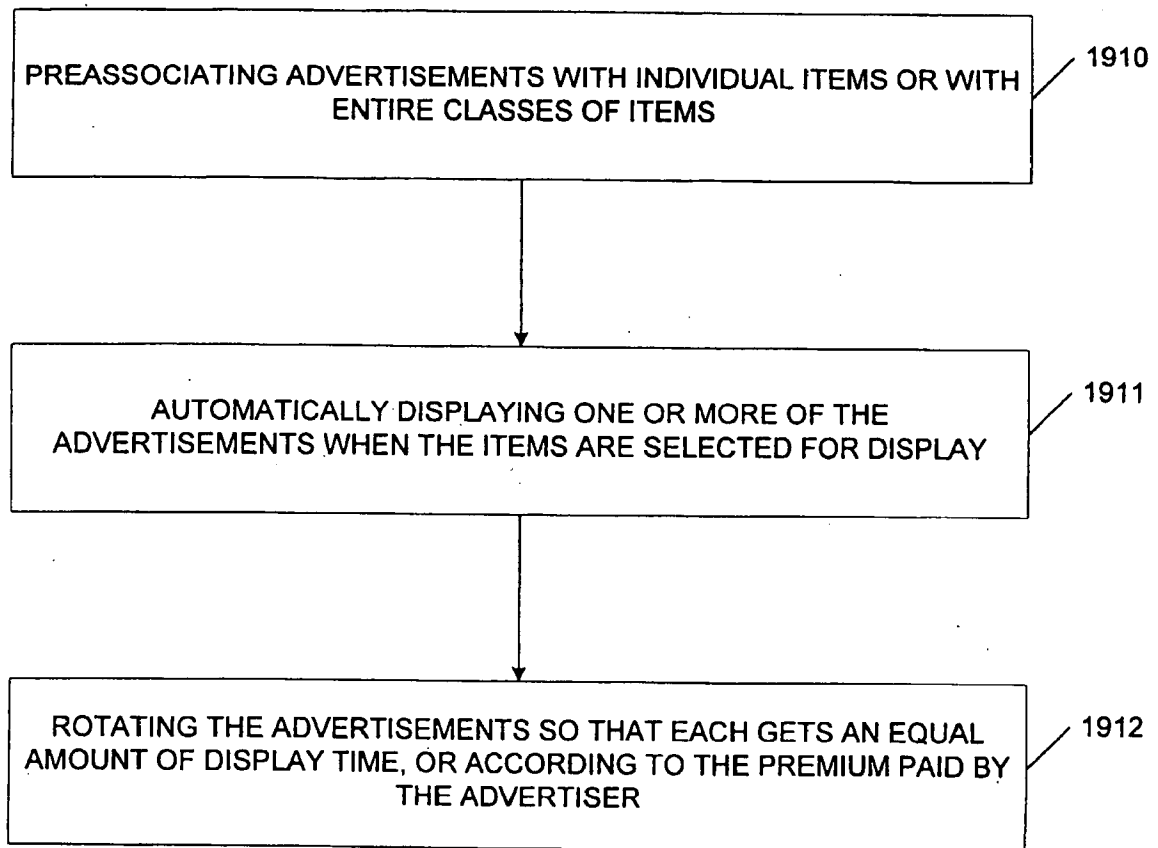 PREASSOCIATING ADVERTISEMENTS WITH INDIVIDUAL ITEMS OR WITH
ENTIRE CLASSES OF ITEMS
1910
AUTOMATICALLY DISPLAYING ONE OR MORE OF THE
ADVERTISEMENTS WHEN THE ITEMS ARE SELECTED FOR DISPLAY
1911
ROTATING THE ADVERTISEMENTS SO THAT EACH GETS AN EQUAL
AMOUNT OF DISPLAY TIME, OR ACCORDING TO THE PREMIUM PAID BY
THE ADVERTISER
1912